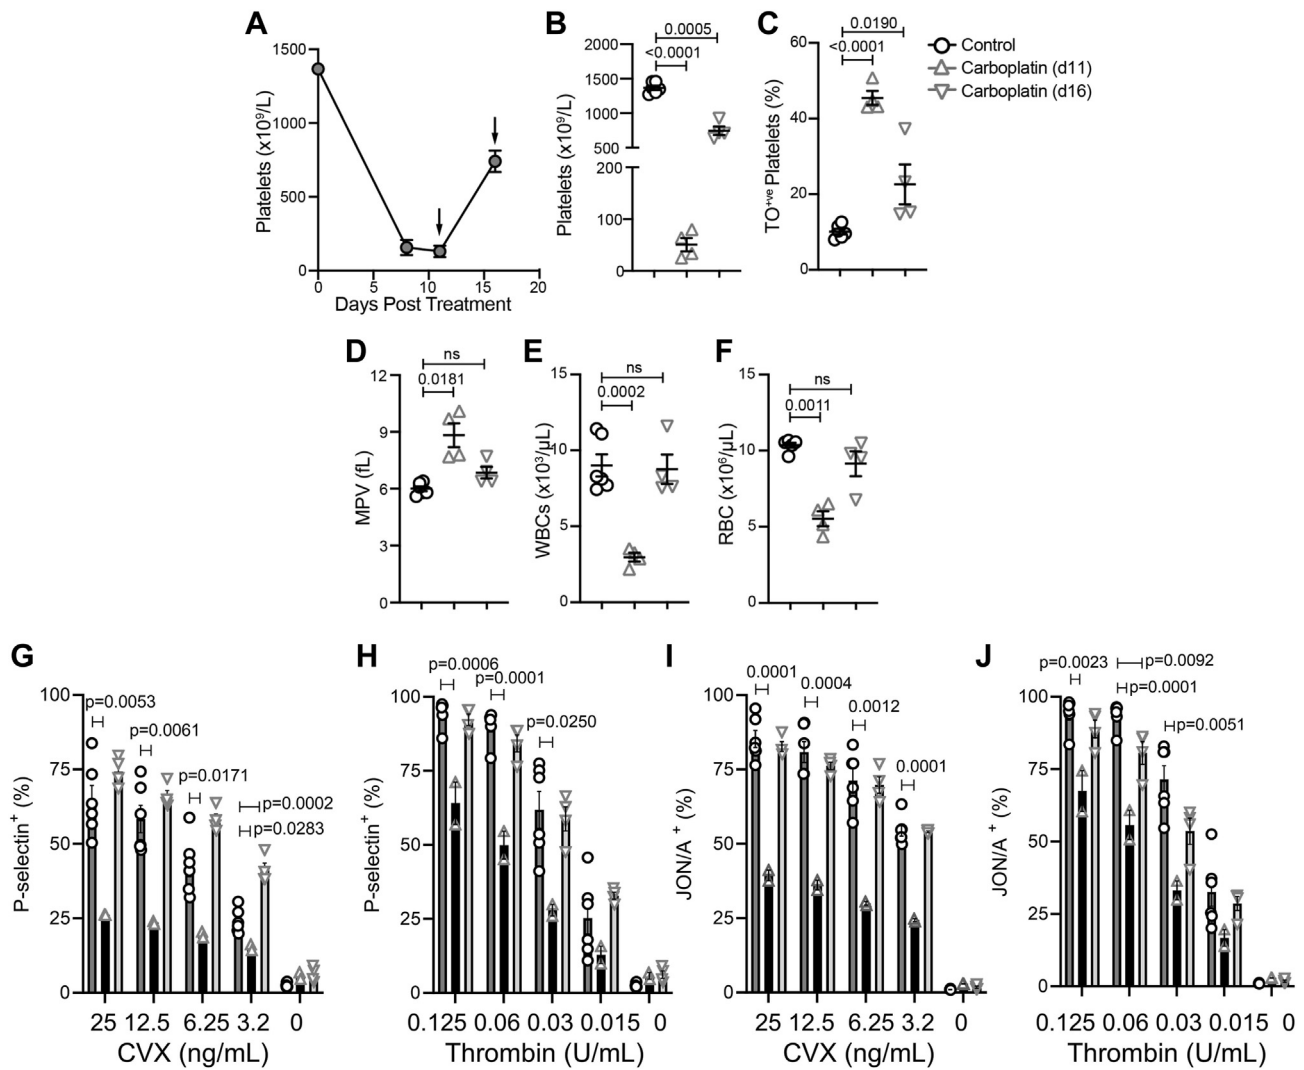 A
Platelets (x10⁹/L)
1500
1000
500
0
0 5 10 15 20
Days Post Treatment
B
0.0005
<0.0001
Platelets (x10⁹/L)
2000
1500
1000
500
200
100
0
C
0.0190
<0.0001
TO⁺ᵛᵉ Platelets (%)
60
40
20
0
Control
Carboplatin (d11)
Carboplatin (d16)
D
ns
0.0181
MPV (fL)
12
9
6
3
0
E
ns
0.0002
WBCs (x10³/µL)
15
10
5
0
F
ns
0.0011
RBC (x10⁶/µL)
15
10
5
0
G
p=0.0053
p=0.0061
p=0.0171
p=0.0002
p=0.0283
P-selectin⁺ (%)
100
75
50
25
0
25 12.5 6.25 3.2 0
CVX (ng/mL)
H
p=0.0006
p=0.0001
p=0.0250
P-selectin⁺ (%)
100
75
50
25
0
0.125 0.06 0.03 0.015 0
Thrombin (U/mL)
I
0.0001
0.0004
0.0012
0.0001
JON/A ⁺ (%)
100
75
50
25
0
25 12.5 6.25 3.2 0
CVX (ng/mL)
J
p=0.0023
p=0.0092
p=0.0001
p=0.0051
JON/A ⁺ (%)
100
75
50
25
0
0.125 0.06 0.03 0.015 0
Thrombin (U/mL)